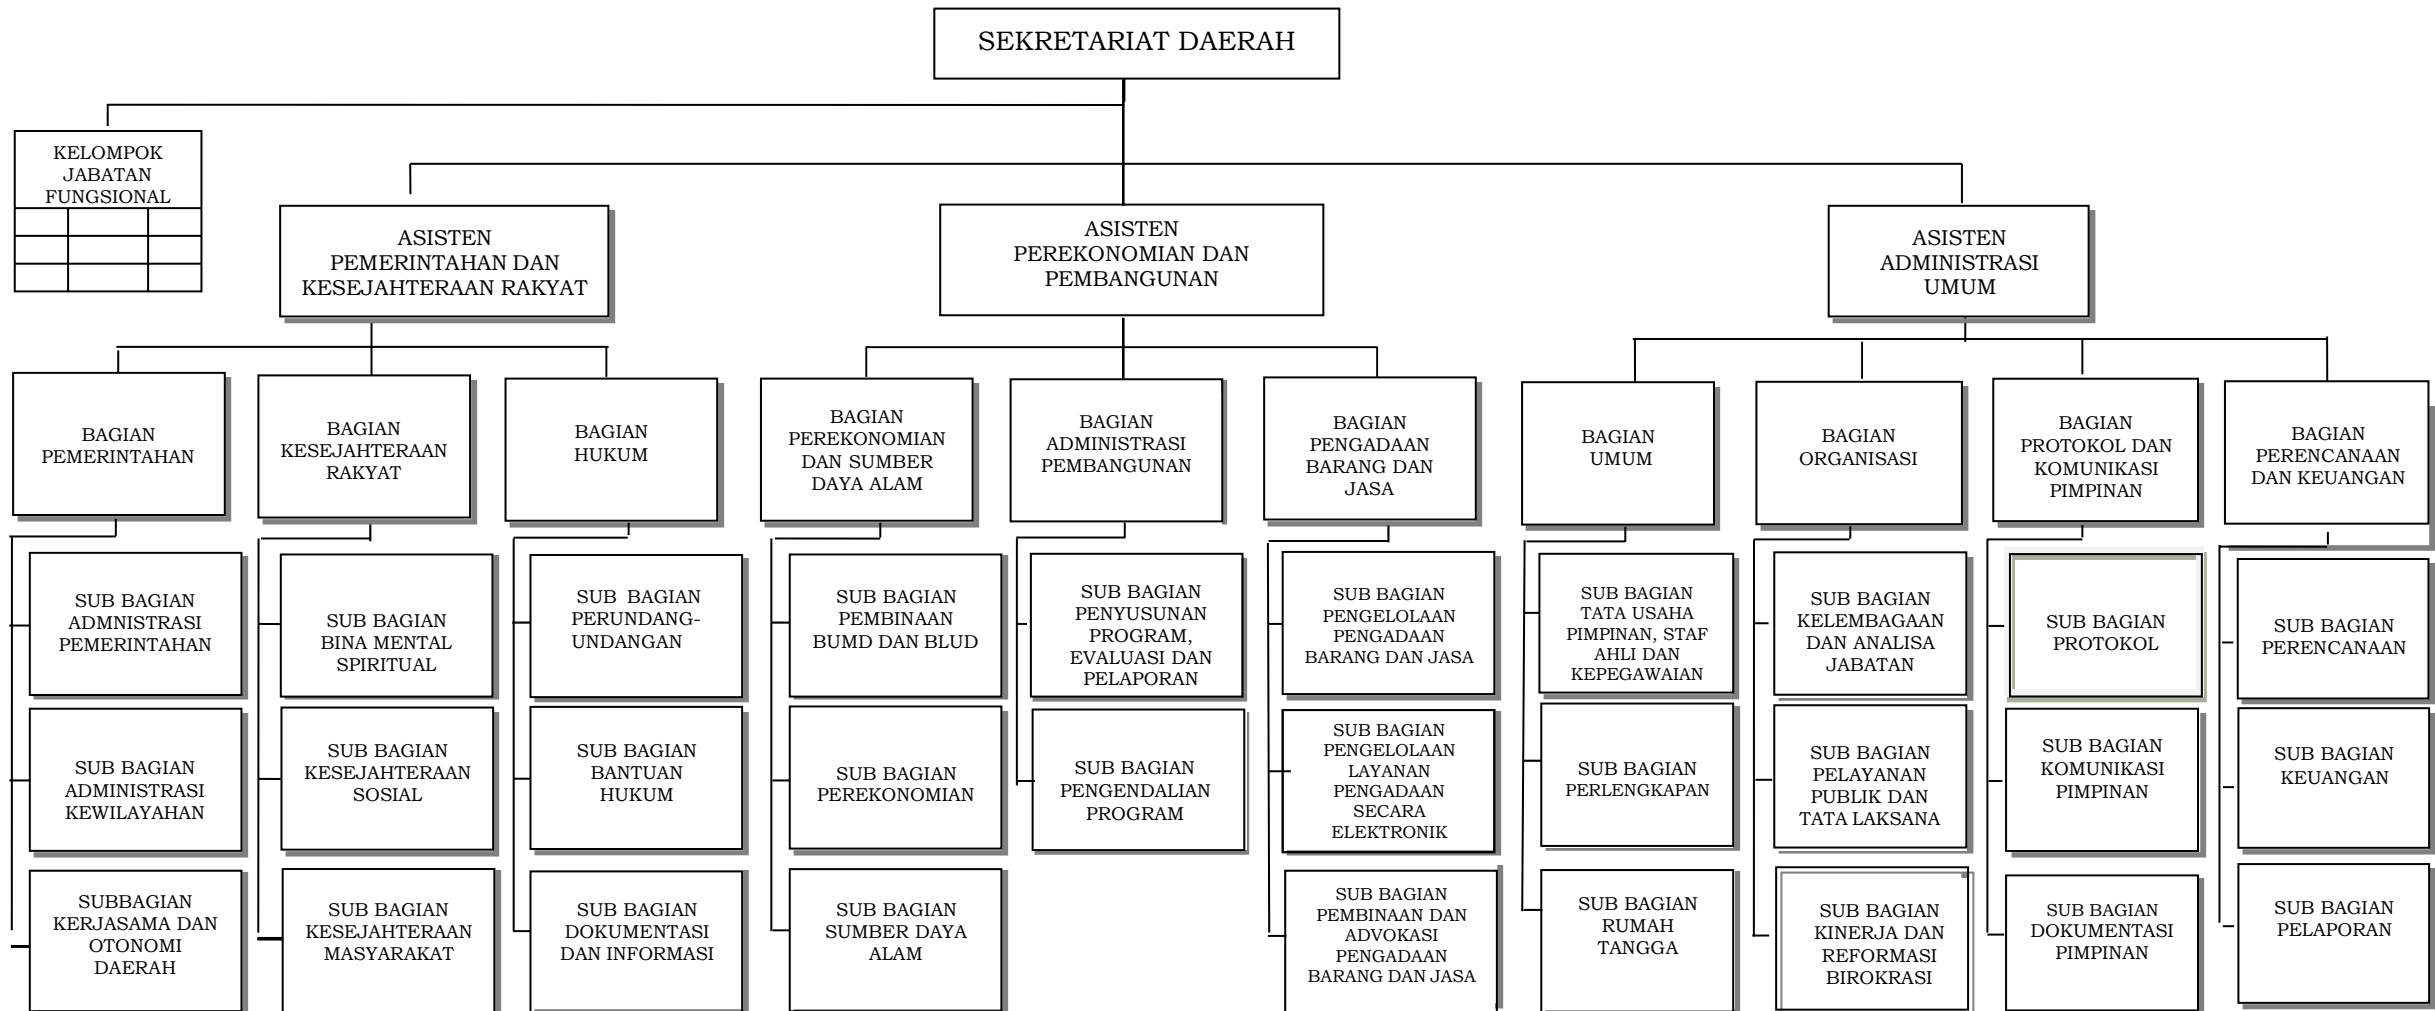 SEKRETARIAT DAERAH
KELOMPOK
JABATAN
FUNGSIONAL
ASISTEN
PEMERINTAHAN DAN
KESEJAHTERAAN RAKYAT
ASISTEN
PEREKONOMIAN DAN
PEMBANGUNAN
ASISTEN
ADMINISTRASI
UMUM
BAGIAN
PEMERINTAHAN
BAGIAN
KESEJAHTERAAN
RAKYAT
BAGIAN
HUKUM
BAGIAN
PEREKONOMIAN
DAN SUMBER
DAYA ALAM
BAGIAN
ADMINISTRASI
PEMBANGUNAN
BAGIAN
PENGADAAN
BARANG DAN
JASA
BAGIAN
UMUM
BAGIAN
ORGANISASI
BAGIAN
PROTOKOL DAN
KOMUNIKASI
PIMPINAN
BAGIAN
PERENCANAAN
DAN KEUANGAN
SUB BAGIAN
ADMNISTRASI
PEMERINTAHAN
SUB BAGIAN
BINA MENTAL
SPIRITUAL
SUB BAGIAN
PERUNDANG-
UNDANGAN
SUB BAGIAN
PEMBINAAN
BUMD DAN BLUD
SUB BAGIAN
PENYUSUNAN
PROGRAM,
EVALUASI DAN
PELAPORAN
SUB BAGIAN
PENGELOLAAN
PENGADAAN
BARANG DAN JASA
SUB BAGIAN
TATA USAHA
PIMPINAN, STAF
AHLI DAN
KEPEGAWAIAN
SUB BAGIAN
KELEMBAGAAN
DAN ANALISA
JABATAN
SUB BAGIAN
PROTOKOL
SUB BAGIAN
PERENCANAAN
SUB BAGIAN
ADMINISTRASI
KEWILAYAHAN
SUB BAGIAN
KESEJAHTERAAN
SOSIAL
SUB BAGIAN
BANTUAN
HUKUM
SUB BAGIAN
PEREKONOMIAN
SUB BAGIAN
PENGENDALIAN
PROGRAM
SUB BAGIAN
PENGELOLAAN
LAYANAN
PENGADAAN
SECARA
ELEKTRONIK
SUB BAGIAN
PERLENGKAPAN
SUB BAGIAN
PELAYANAN
PUBLIK DAN
TATA LAKSANA
SUB BAGIAN
KOMUNIKASI
PIMPINAN
SUB BAGIAN
KEUANGAN
SUBBAGIAN
KERJASAMA DAN
OTONOMI
DAERAH
SUB BAGIAN
KESEJAHTERAAN
MASYARAKAT
SUB BAGIAN
DOKUMENTASI
DAN INFORMASI
SUB BAGIAN
SUMBER DAYA
ALAM
SUB BAGIAN
PEMBINAAN DAN
ADVOKASI
PENGADAAN
BARANG DAN JASA
SUB BAGIAN
RUMAH
TANGGA
SUB BAGIAN
KINERJA DAN
REFORMASI
BIROKRASI
SUB BAGIAN
DOKUMENTASI
PIMPINAN
SUB BAGIAN
PELAPORAN